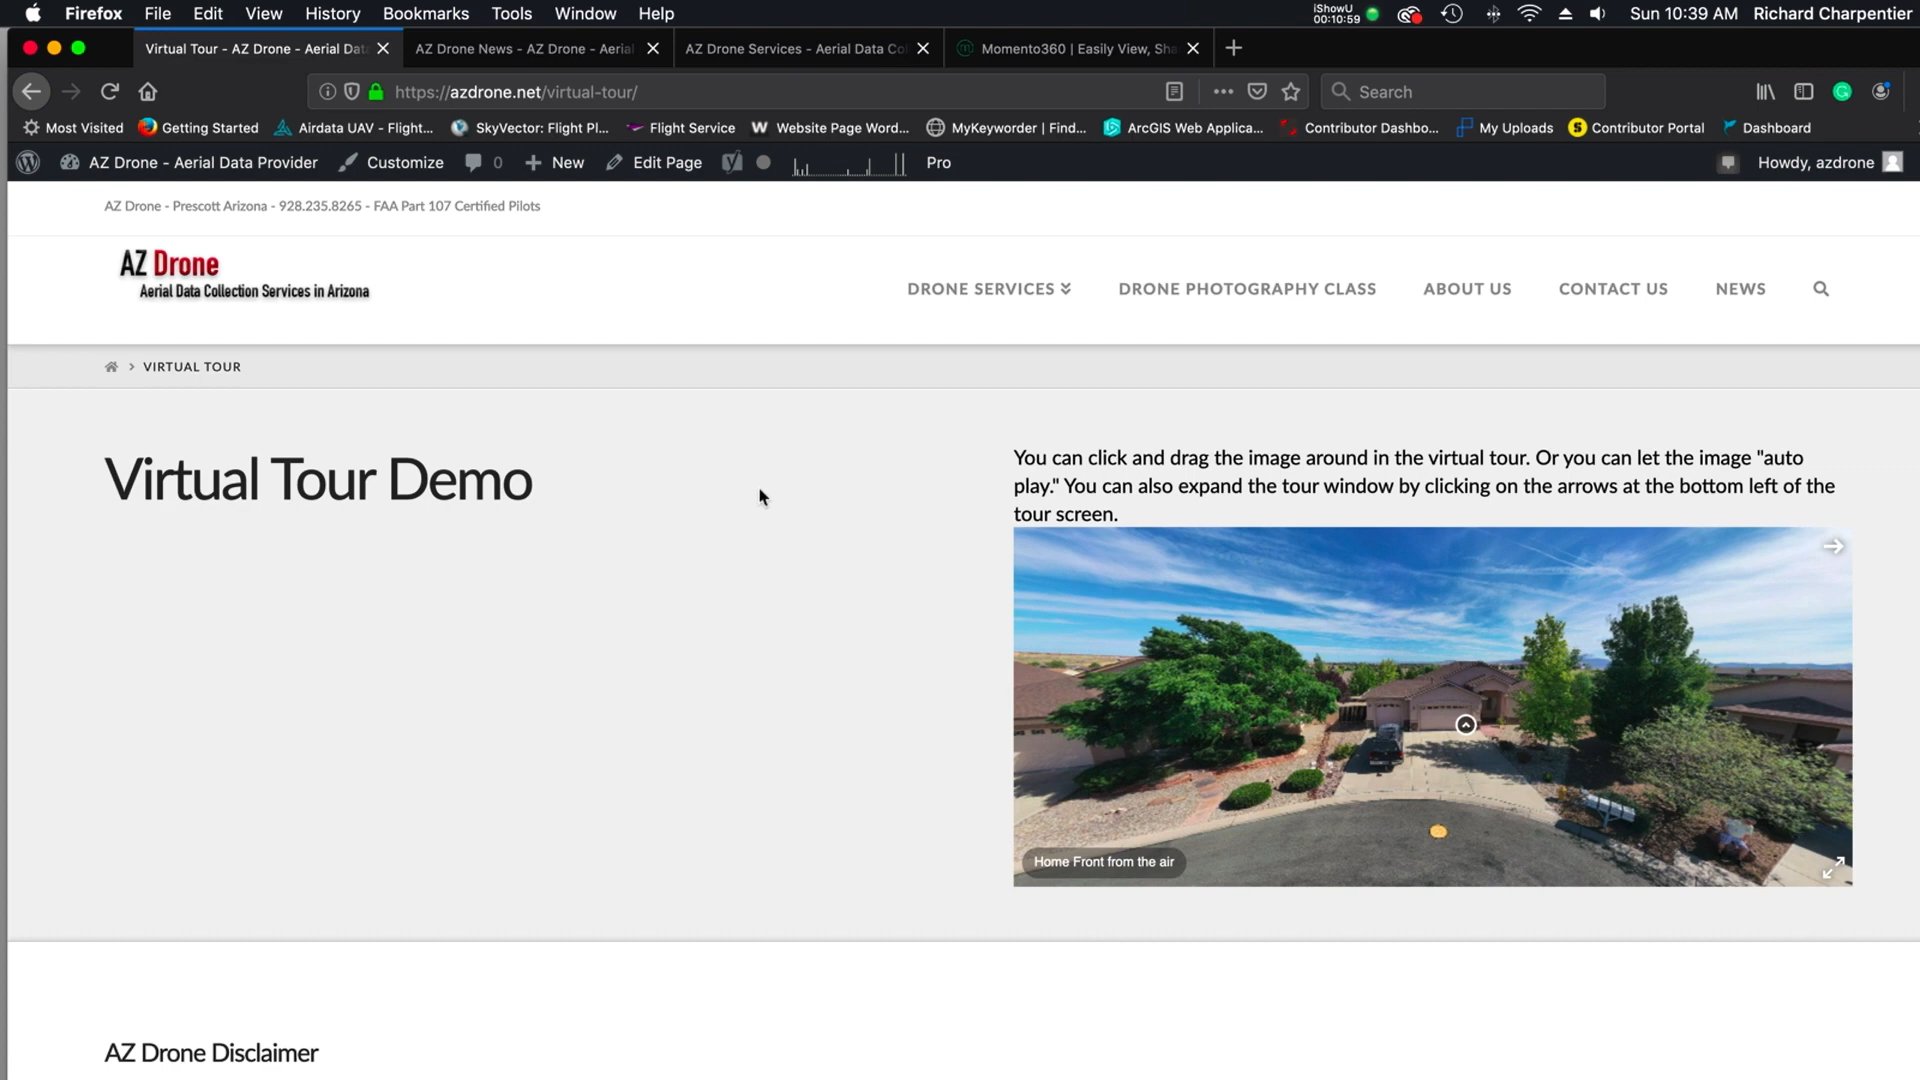 Firefox File Edit View History Bookmarks Tools Window Help iShowU 00:10:59 Sun 10:39 AM Richard Charpentier
Virtual Tour - AZ Drone - Aerial Dat AZ Drone News - AZ Drone - Aerial AZ Drone Services - Aerial Data Co Momento360 | Easily View, Sha
https://azdrone.net/virtual-tour/ Search
Most Visited Getting Started Airdata UAV - Flight... SkyVector: Flight Pl... Flight Service W Website Page Word... MyKeyworder | Find... ArcGIS Web Applica... Contributor Dashbo... My Uploads S Contributor Portal Dashboard
AZ Drone - Aerial Data Provider Customize 0 New Edit Page Pro Howdy, azdrone
AZ Drone - Prescott Arizona - 928.235.8265 - FAA Part 107 Certified Pilots
AZ Drone
Aerial Data Collection Services in Arizona
DRONE SERVICES DRONE PHOTOGRAPHY CLASS ABOUT US CONTACT US NEWS
VIRTUAL TOUR
Virtual Tour Demo
You can click and drag the image around in the virtual tour. Or you can let the image "auto
play." You can also expand the tour window by clicking on the arrows at the bottom left of the
tour screen.
Home Front from the air
AZ Drone Disclaimer